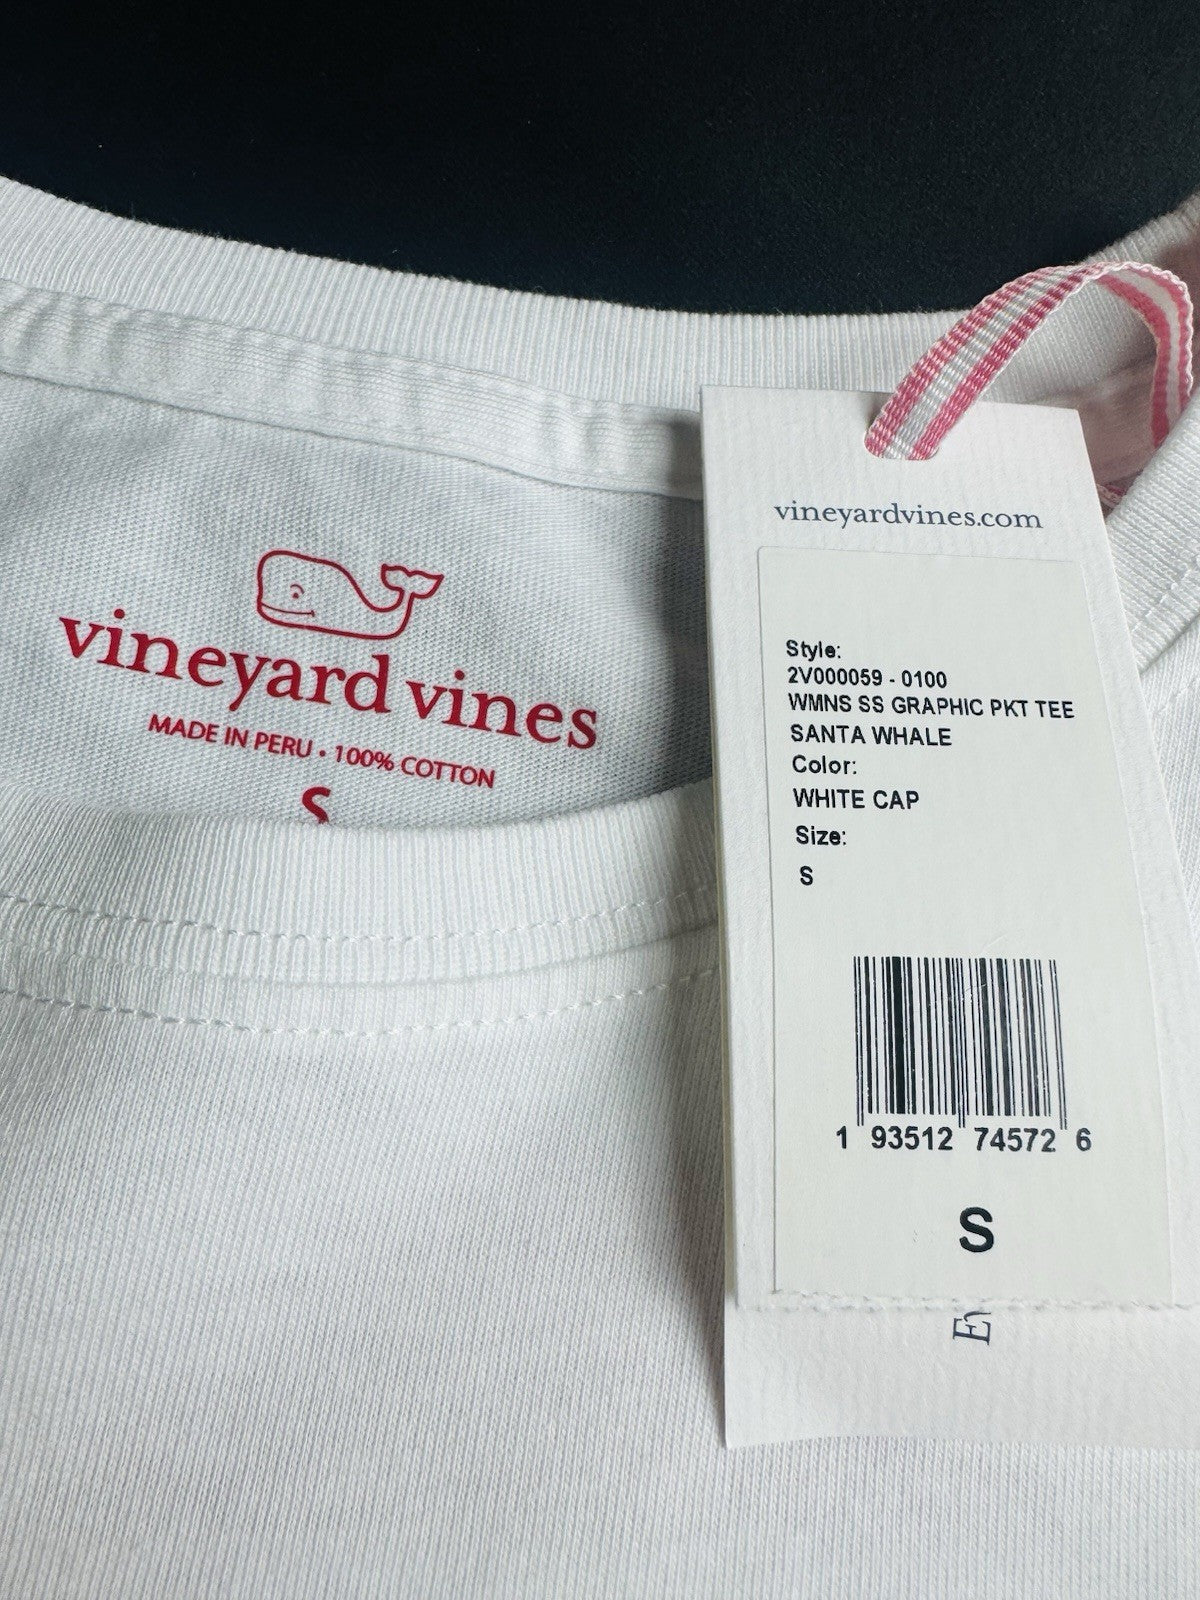 vineyard vines
MADE IN PERU • 100% COTTON
S
vineyardvines.com
Style:
2V000059 - 0100
WMNS SS GRAPHIC PKT TEE
SANTA WHALE
Color:
WHITE CAP
Size:
S
1 93512 74572 6
S